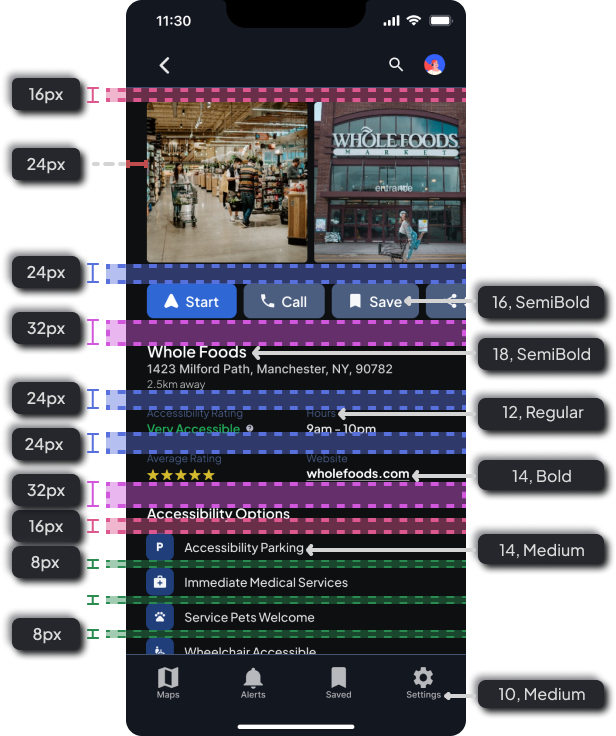 11:30
16px
24px
WHOLE FOODS
MARKET
entrance
24px
Start
Call
Save
16, SemiBold
32px
Whole Foods
18, SemiBold
1423 Milford Path, Manchester, NY, 90782
2.5km away
24px
Accessibility Rating
Hours
12, Regular
Very Accessible
9am - 10pm
24px
Average Rating
Website
wholefoods.com
14, Bold
32px
Accessibility Options
16px
P
Accessibility Parking
14, Medium
8px
Immediate Medical Services
Service Pets Welcome
8px
Wheelchair Accessible
Maps
Alerts
Saved
Settings
10, Medium